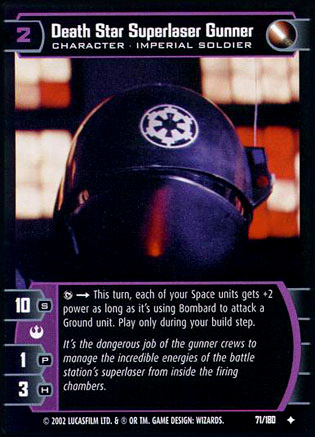 2
Death Star Superlaser Gunner
CHARACTER · IMPERIAL SOLDIER
10 S
1 P
3 H
→ This turn, each of your Space units gets +2
power as long as it's using Bombard to attack a
Ground unit. Play only during your build step.
It's the dangerous job of the gunner crews to
manage the incredible energies of the battle
station's superlaser from inside the firing
chambers.
© 2002 LUCASFILM LTD. & ® OR TM. GAME DESIGN: WIZARDS. 71/180